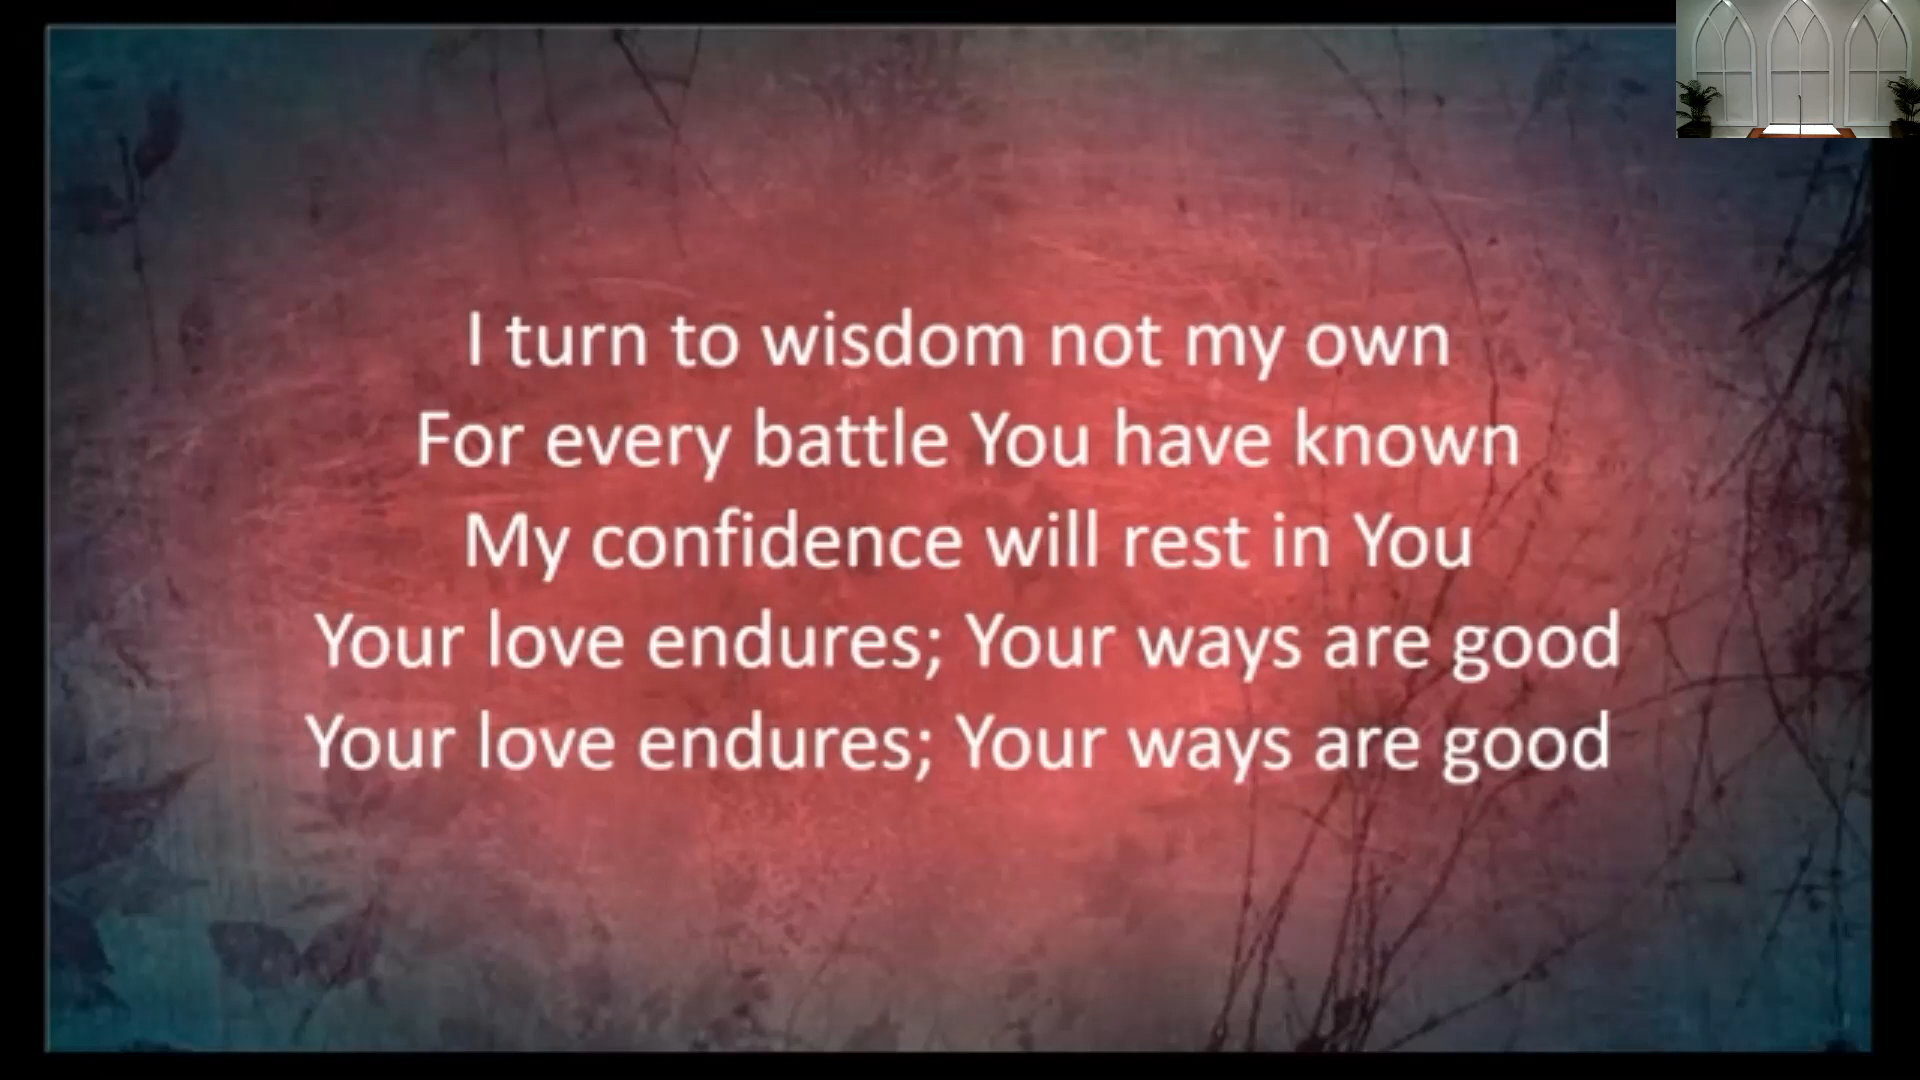 I turn to wisdom not my own
For every battle You have known
My confidence will rest in You
Your love endures; Your ways are good
Your love endures; Your ways are good